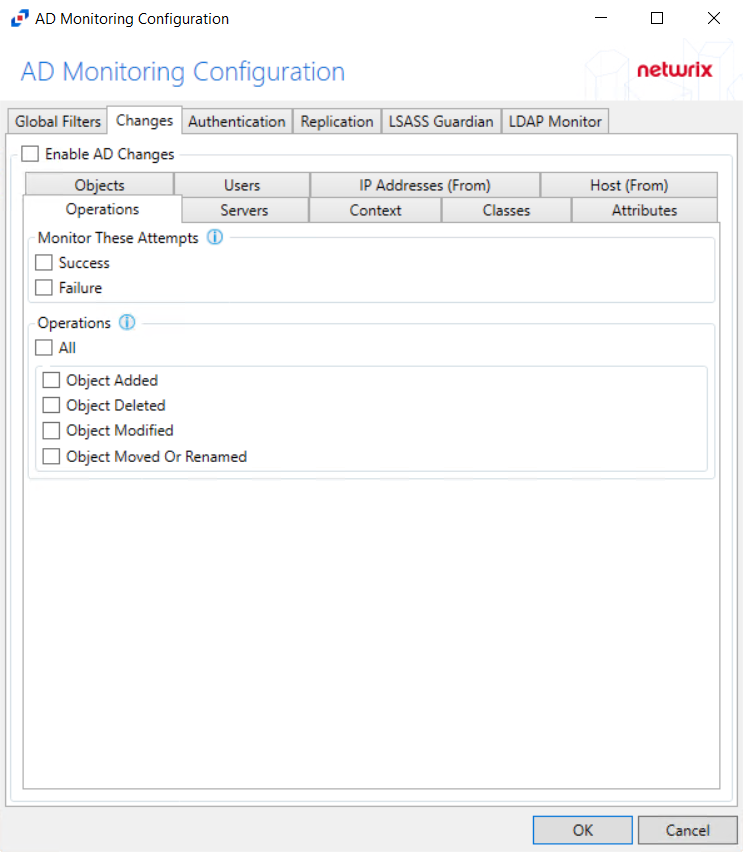 AD Monitoring Configuration
AD Monitoring Configuration
netwrix
Global Filters Changes Authentication Replication LSASS Guardian LDAP Monitor
Enable AD Changes
Objects Users IP Addresses (From) Host (From)
Operations Servers Context Classes Attributes
Monitor These Attempts
Success
Failure
Operations
All
Object Added
Object Deleted
Object Modified
Object Moved Or Renamed
OK Cancel